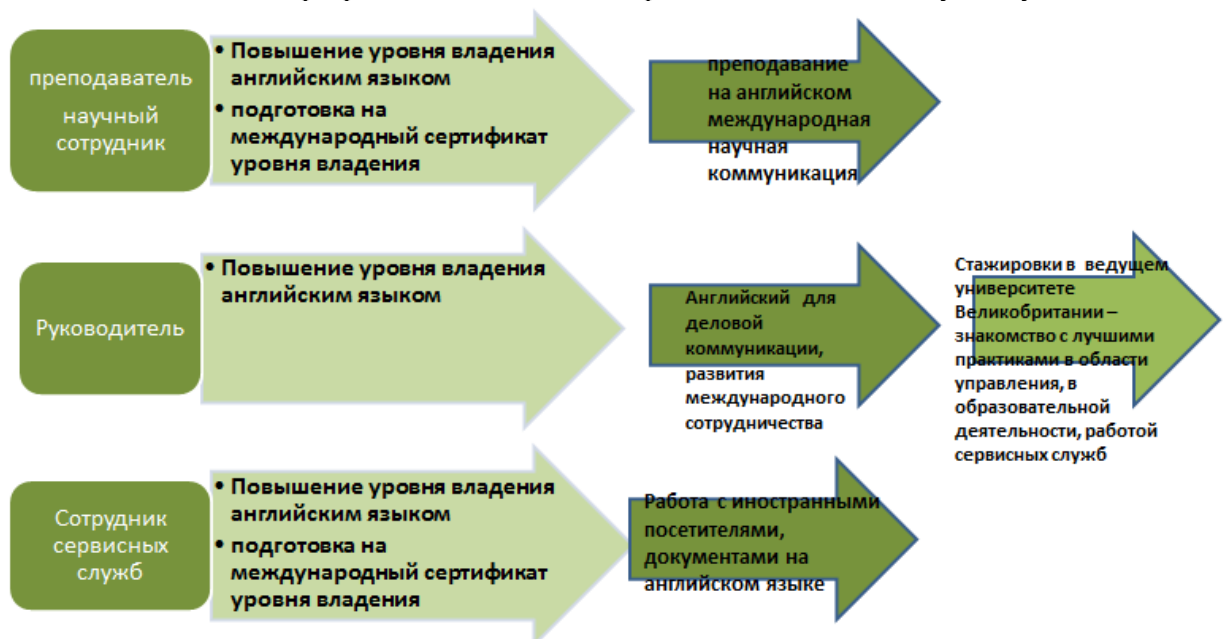 преподаватель
научный
сотрудник
• Повышение уровня владения
английским языком
• подготовка на
международный сертификат
уровня владения
преподавание
на английском
международная
научная
коммуникация
Руководитель
• Повышение уровня владения
английским языком
Английский для
деловой
коммуникации,
развития
международного
сотрудничества
Стажировки в ведущем
университете
Великобритании –
знакомство с лучшими
практиками в области
управления, в
образовательной
деятельности, работой
сервисных служб
Сотрудник
сервисных
служб
• Повышение уровня владения
английским языком
• подготовка на
международный сертификат
уровня владения
Работа с иностранными
посетителями,
документами на
английском языке